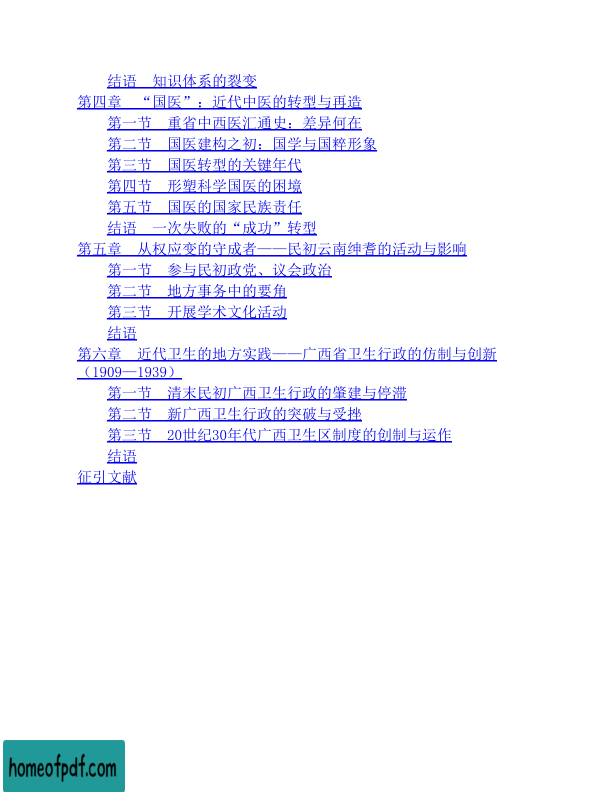 结语　知识体系的裂变
第四章　“国医”：近代中医的转型与再造
第一节　重省中西医汇通史：差异何在
第二节　国医建构之初：国学与国粹形象
第三节　国医转型的关键年代
第四节　形塑科学国医的困境
第五节　国医的国家民族责任
结语　一次失败的“成功”转型
第五章　从权应变的守成者——民初云南绅耆的活动与影响
第一节　参与民初政党、议会政治
第二节　地方事务中的要角
第三节　开展学术文化活动
结语
第六章　近代卫生的地方实践——广西省卫生行政的仿制与创新
（1909—1939）
第一节　清末民初广西卫生行政的肇建与停滞
第二节　新广西卫生行政的突破与受挫
第三节　20世纪30年代广西卫生区制度的创制与运作
结语
征引文献
homeofpdf.com